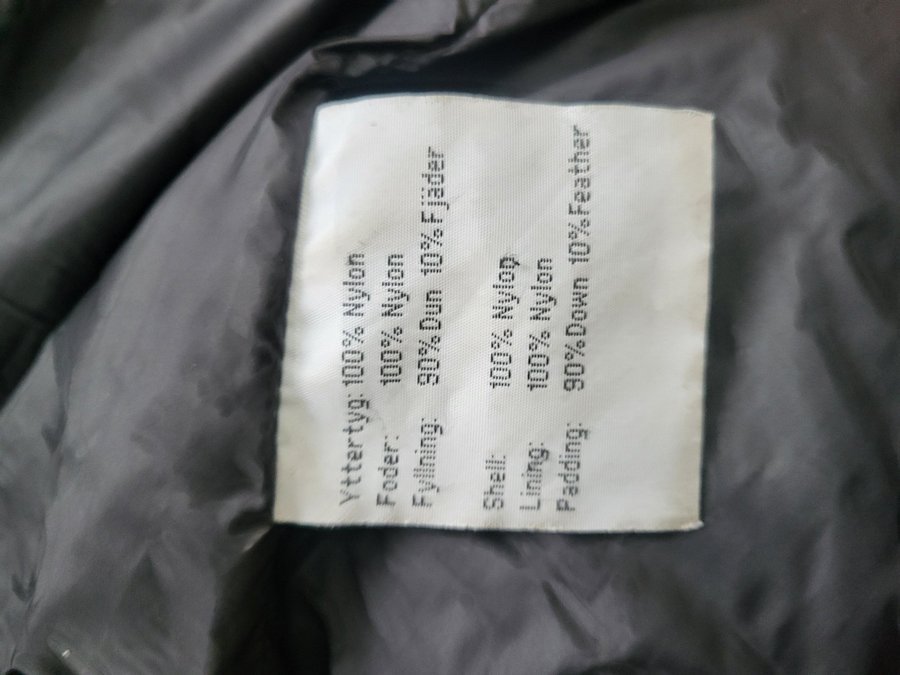 Yttertyg: 100% Nylon
Foder: 100% Nylon
Fyllning: 90% Dun 10% Fjäder
Shell: 100% Nylon
Lining: 100% Nylon
Padding: 90% Down 10% Feather